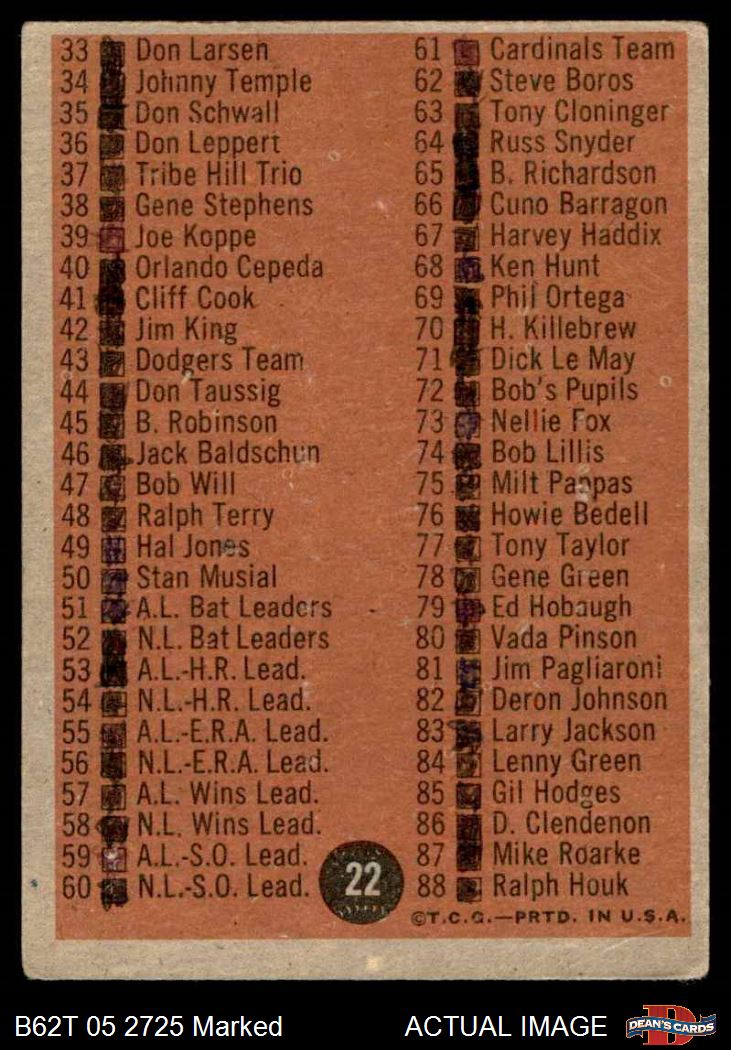 33 Don Larsen
34 Johnny Temple
35 Don Schwall
36 Don Leppert
37 Tribe Hill Trio
38 Gene Stephens
39 Joe Koppe
40 Orlando Cepeda
41 Cliff Cook
42 Jim King
43 Dodgers Team
44 Don Taussig
45 B. Robinson
46 Jack Baldschun
47 Bob Will
48 Ralph Terry
49 Hal Jones
50 Stan Musial
51 A.L. Bat Leaders
52 N.L. Bat Leaders
53 A.L.-H.R. Lead.
54 N.L.-H.R. Lead.
55 A.L.-E.R.A. Lead.
56 N.L.-E.R.A. Lead.
57 A.L. Wins Lead.
58 N.L. Wins Lead.
59 A.L.-S.O. Lead.
60 N.L.-S.O. Lead.
61 Cardinals Team
62 Steve Boros
63 Tony Cloninger
64 Russ Snyder
65 B. Richardson
66 Cuno Barragon
67 Harvey Haddix
68 Ken Hunt
69 Phil Ortega
70 H. Killebrew
71 Dick Le May
72 Bob's Pupils
73 Nellie Fox
74 Bob Lillis
75 Milt Pappas
76 Howie Bedell
77 Tony Taylor
78 Gene Green
79 Ed Hobaugh
80 Vada Pinson
81 Jim Pagliaroni
82 Deron Johnson
83 Larry Jackson
84 Lenny Green
85 Gil Hodges
86 D. Clendenon
87 Mike Roarke
88 Ralph Houk
22
©T.C.G.—PRTD. IN U.S.A.
B62T 05 2725 Marked
ACTUAL IMAGE
DEAN'S CARDS